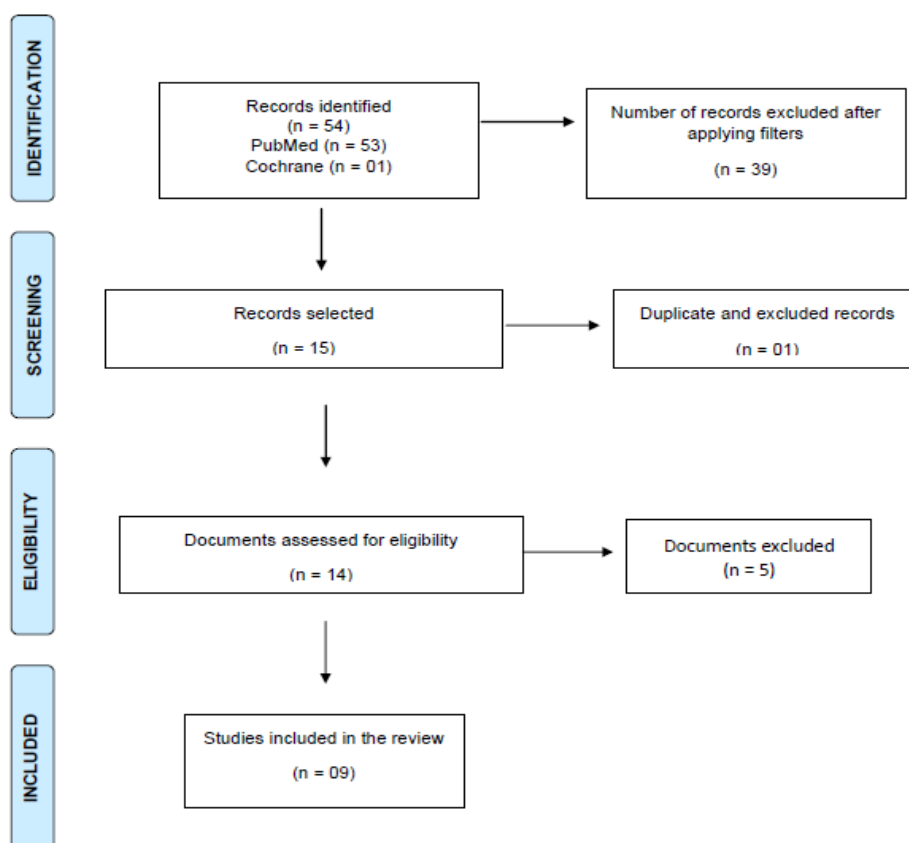 IDENTIFICATION
Records identified
(n = 54)
PubMed (n = 53)
Cochrane (n = 01)
Number of records excluded after
applying filters
(n = 39)
SCREENING
Records selected
(n = 15)
Duplicate and excluded records
(n = 01)
ELIGIBILITY
Documents assessed for eligibility
(n = 14)
Documents excluded
(n = 5)
INCLUDED
Studies included in the review
(n = 09)